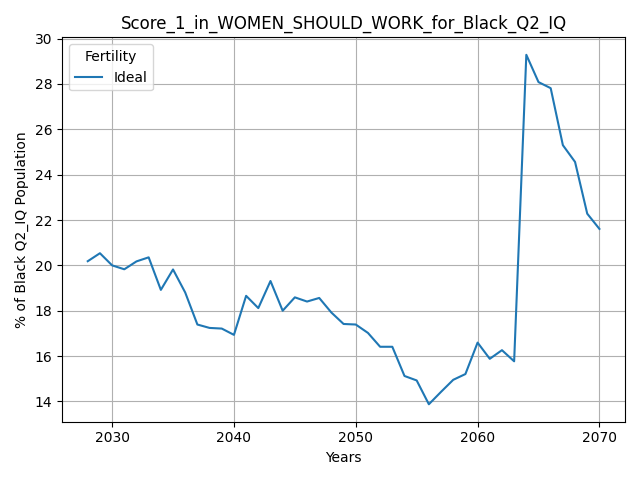 Score_1_in_WOMEN_SHOULD_WORK_for_Black_Q2_IQ
Fertility
Ideal
% of Black Q2_IQ Population
30
28
26
24
22
20
18
16
14
2030 2040 2050 2060 2070
Years